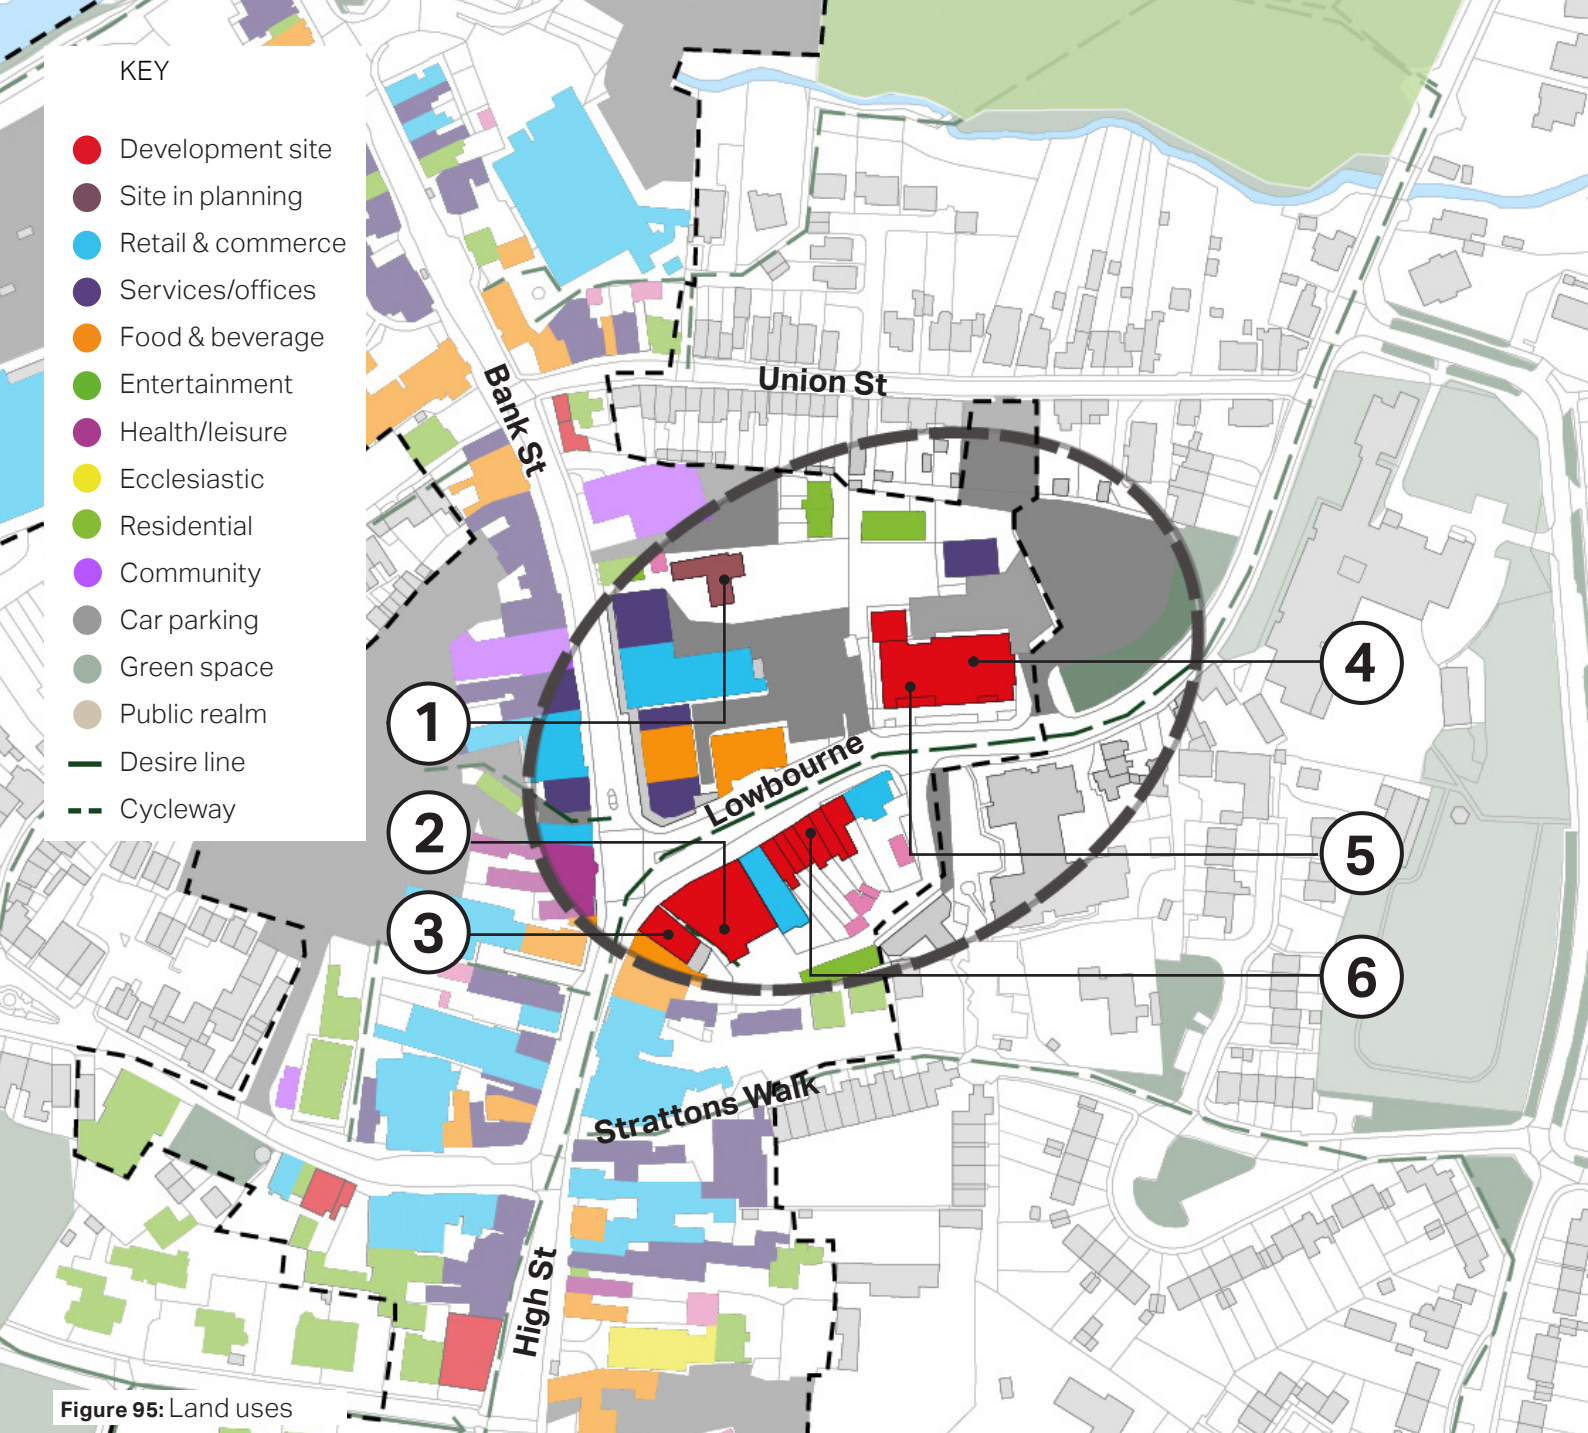 KEY
Development site
Site in planning
Retail & commerce
Services/offices
Food & beverage
Entertainment
Health/leisure
Ecclesiastic
Residential
Community
Car parking
Green space
Public realm
Desire line
Cycleway
Union St
Bank St
Lowbourne
Strattons Walk
High St
1
2
3
4
5
6
Figure 95: Land uses